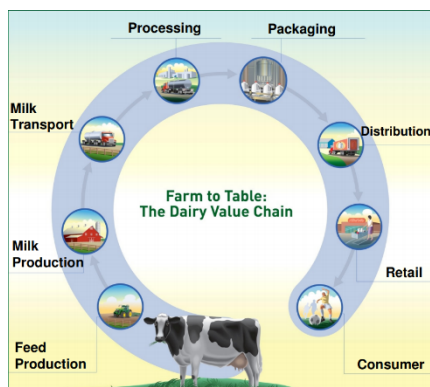 Processing
Packaging
Milk
Transport
Distribution
Farm to Table:
The Dairy Value Chain
Milk
Production
Retail
Feed
Production
Consumer